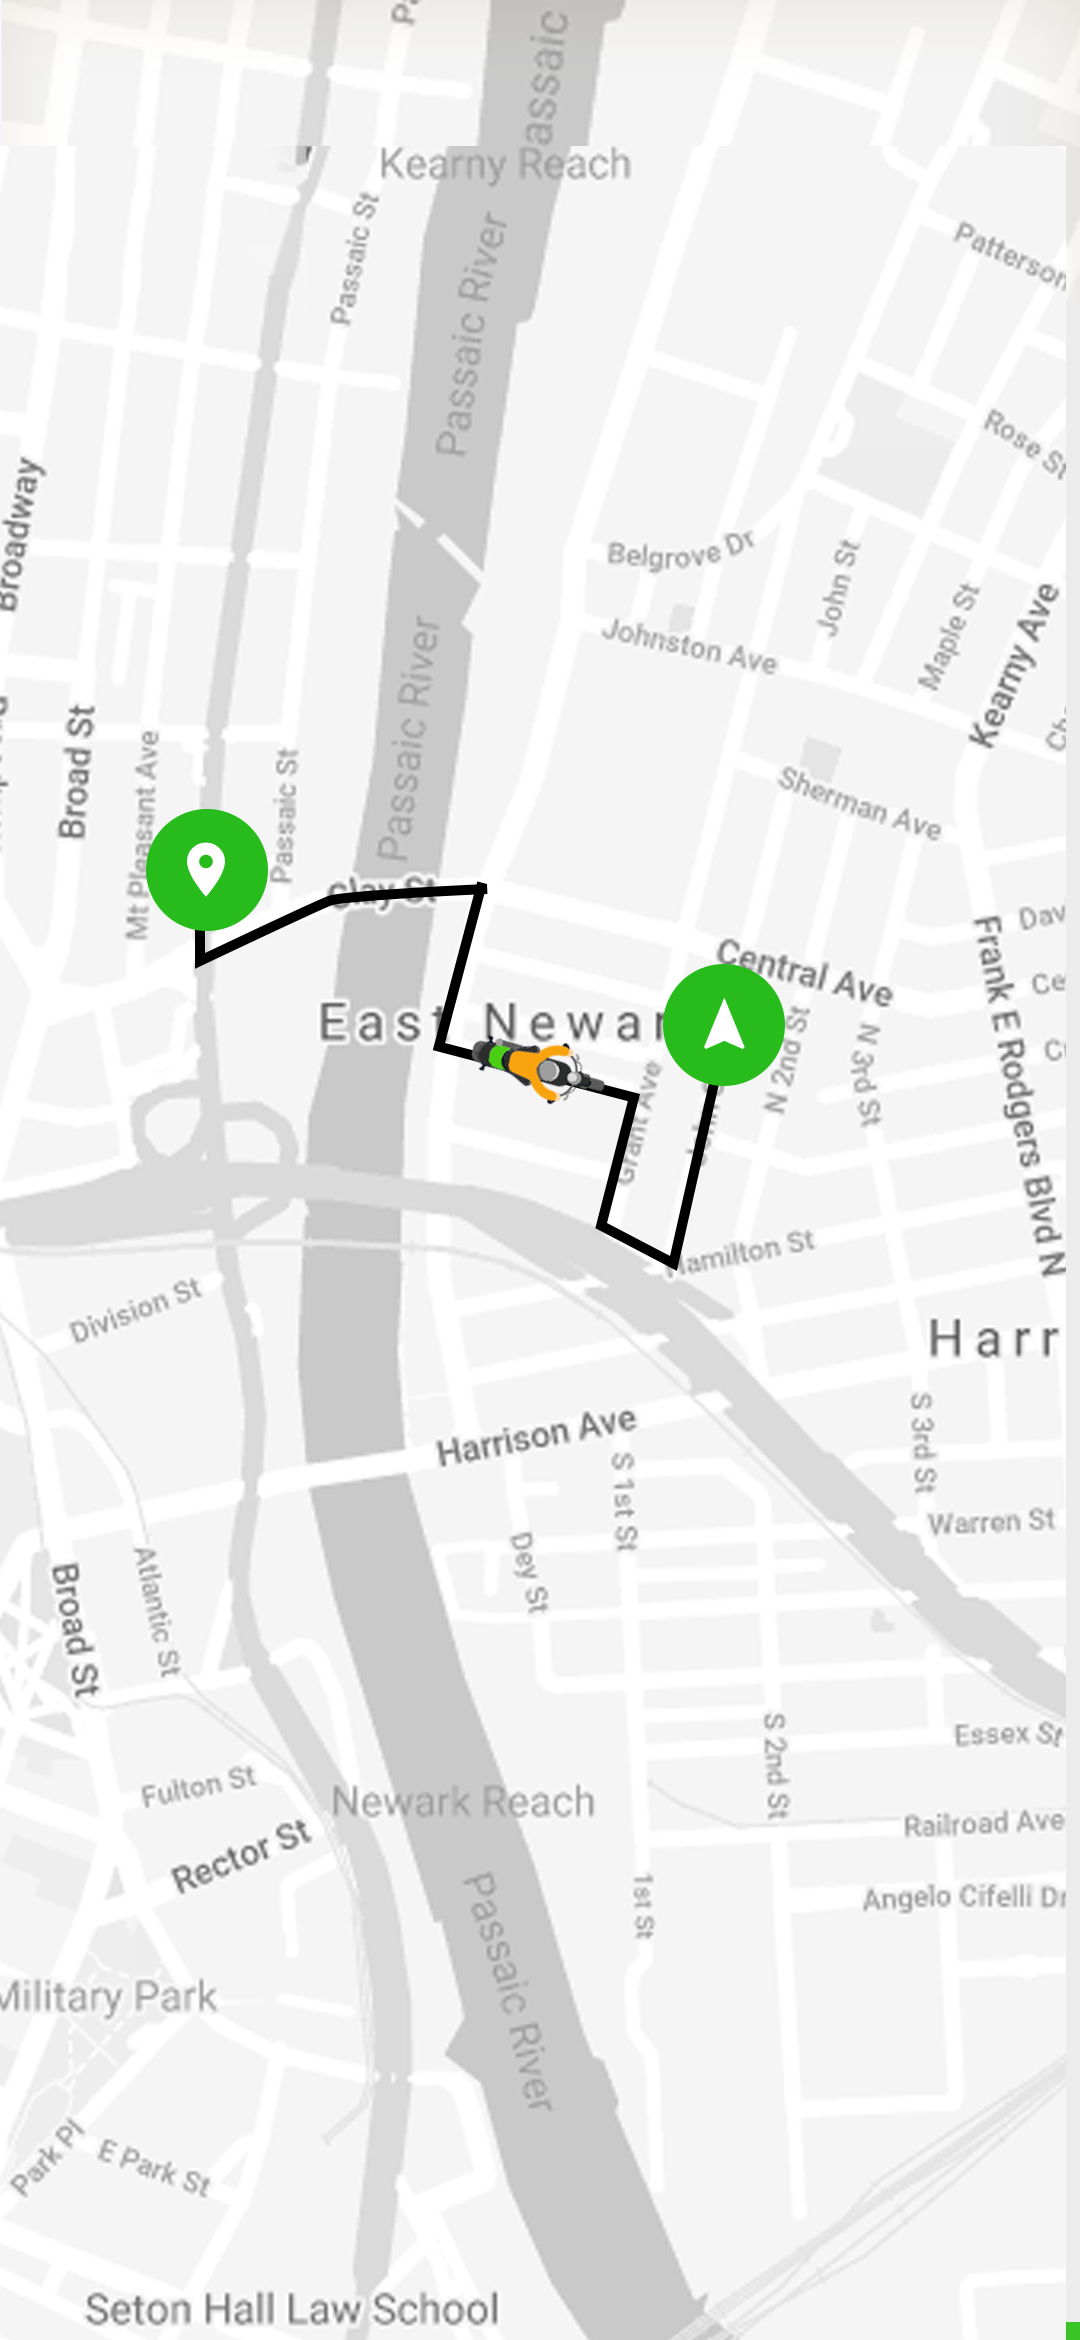 Passaic
Kearny Reach
Passaic St
Passaic River
Patterson
Rose St
Broadway
Belgrove Dr
John St
Johnston Ave
Maple St
Kearny Ave
Passaic River
Broad St
Mt Pleasant Ave
Passaic St
Sherman Ave
Clay St
Central Ave
Frank E Rodgers Blvd N
East Newar
N 2nd St
N 3rd St
Grant Ave
John
Hamilton St
Division St
Harr
Harrison Ave
S 1st St
S 3rd St
Warren St
Dey St
Atlantic St
Broad St
S 2nd St
Essex St
Fulton St
Newark Reach
Railroad Ave
Rector St
1st St
Angelo Cifelli Dr
Passaic River
Military Park
Park Pl
E Park St
Seton Hall Law School